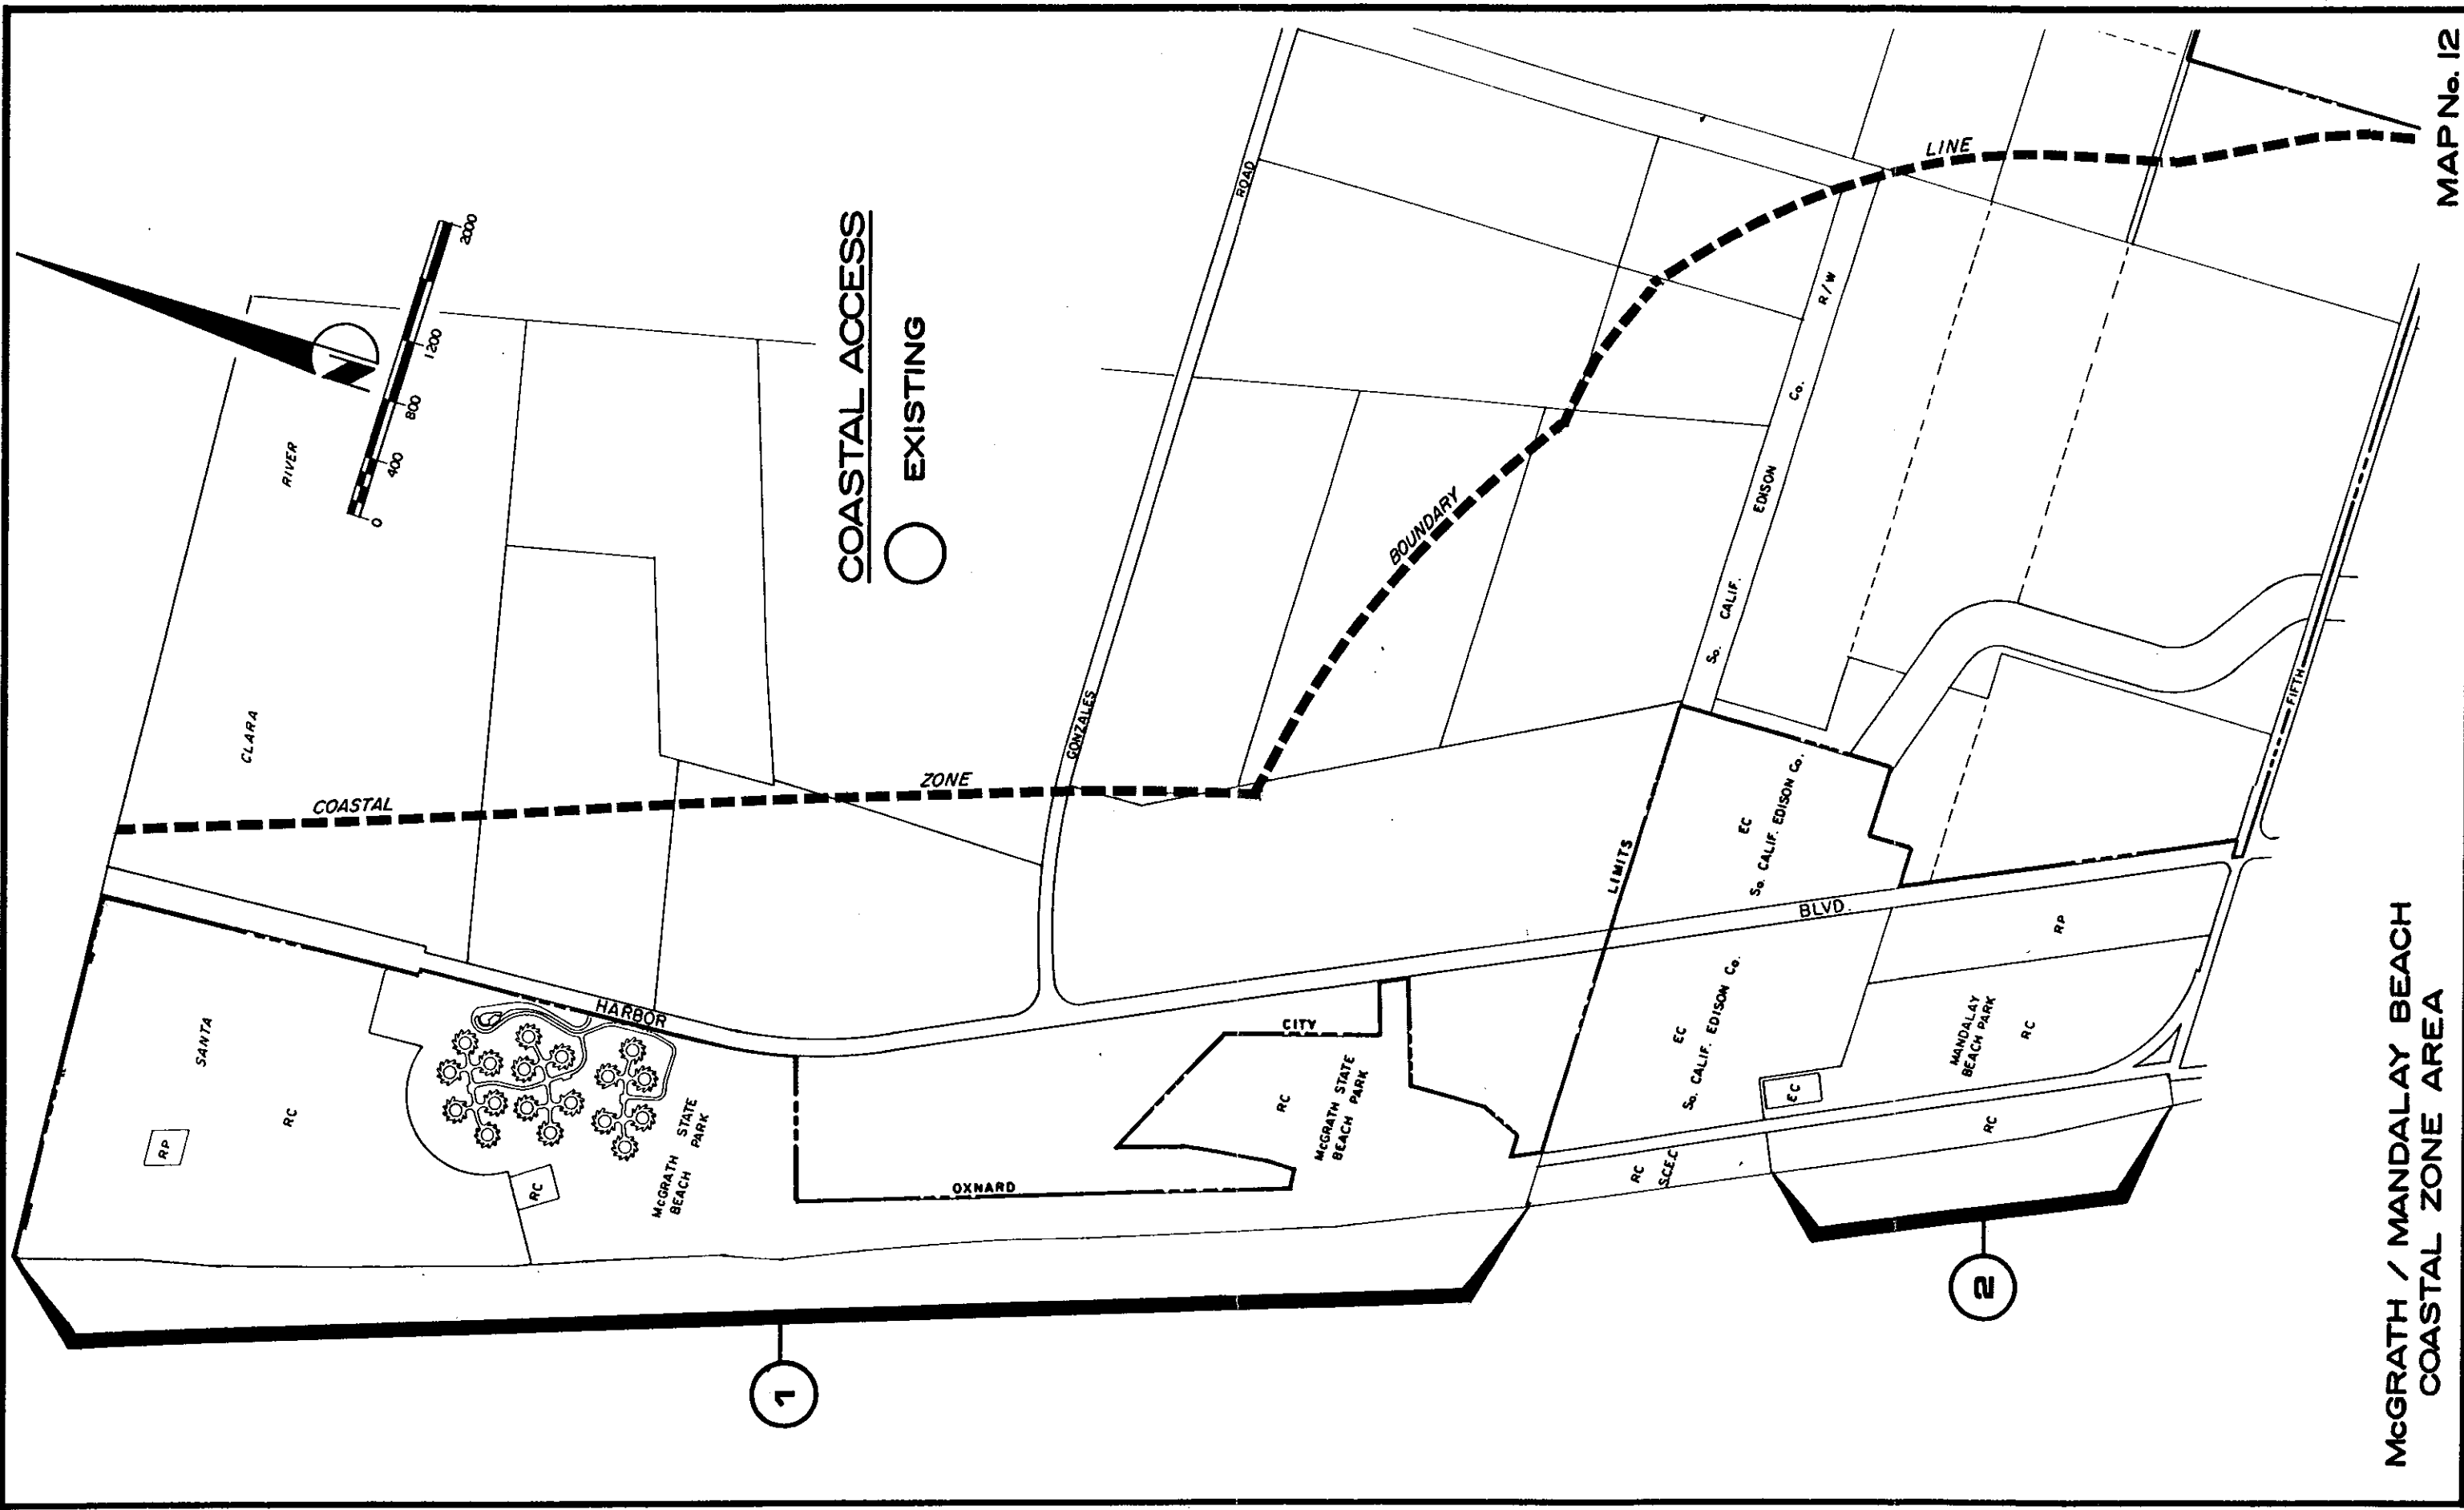 COASTAL ACCESS
EXISTING
0
400
800
1200
2000
SANTA
CLARA
RIVER
COASTAL
ZONE
BOUNDARY
LINE
HARBOR
BLVD.
GONZALES
ROAD
OXNARD
CITY
LIMITS
RP
RC
RC
McGRATH STATE
BEACH PARK
RC
McGRATH STATE
BEACH PARK
EC
So. CALIF. EDISON Co.
EC
So. CALIF. EDISON Co.
So. CALIF. EDISON Co. R/W
RC
S.C.E.C
EC
RP
MANDALAY
BEACH PARK
RC
RC
FIFTH
1
2
McGRATH / MANDALAY BEACH
COASTAL ZONE AREA
MAP No. 12